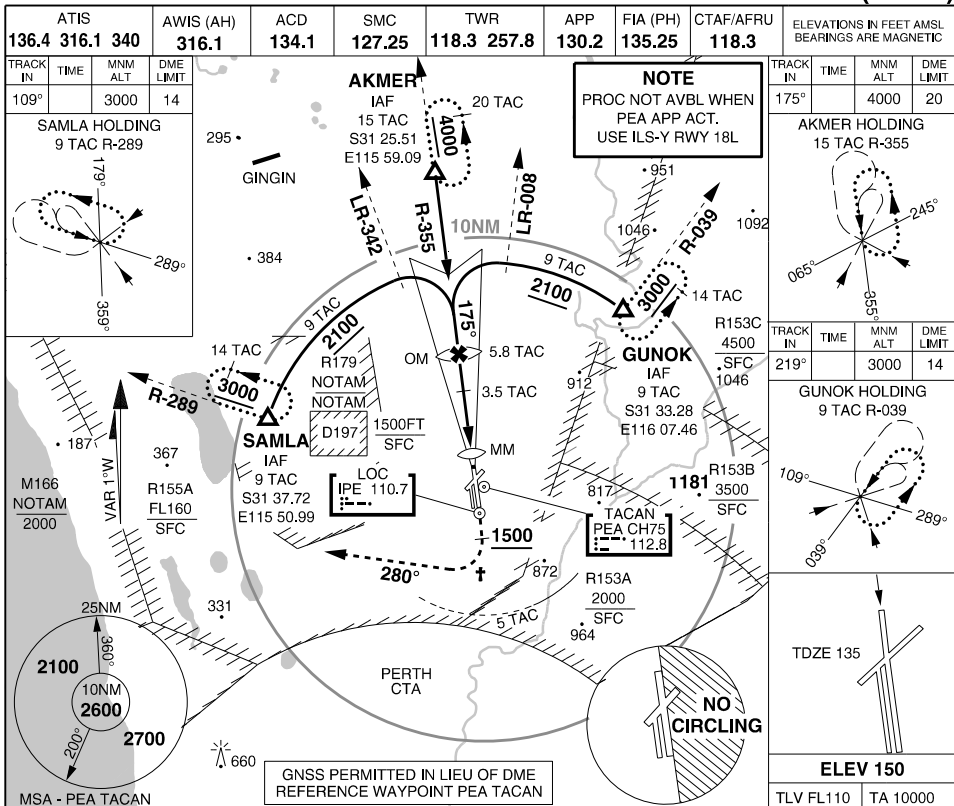 ATIS
136.4 316.1 340
AWIS (AH)
316.1
ACD
134.1
SMC
127.25
TWR
118.3 257.8
APP
130.2
FIA (PH)
135.25
CTAF/AFRU
118.3
ELEVATIONS IN FEET AMSL
BEARINGS ARE MAGNETIC
TRACK IN
TIME
MNM ALT
DME LIMIT
109°
3000
14
SAMLA HOLDING
9 TAC R-289
179°
289°
359°
AKMER
IAF
15 TAC
S31 25.51
E115 59.09
4000
20 TAC
NOTE
PROC NOT AVBL WHEN
PEA APP ACT.
USE ILS-Y RWY 18L
TRACK IN
TIME
MNM ALT
DME LIMIT
175°
4000
20
AKMER HOLDING
15 TAC R-355
245°
065°
355°
295
GINGIN
384
LR-342
R-355
LR-008
10NM
951
1046
R-039
1092
9 TAC
2100
9 TAC
2100
175°
3000
14 TAC
GUNOK
IAF
9 TAC
S31 33.28
E116 07.46
R153C
4500
SFC
1046
TRACK IN
TIME
MNM ALT
DME LIMIT
219°
3000
14
GUNOK HOLDING
9 TAC R-039
109°
289°
039°
14 TAC
3000
R-289
SAMLA
IAF
9 TAC
S31 37.72
E115 50.99
R179
NOTAM
NOTAM
D197
1500FT
SFC
OM
5.8 TAC
3.5 TAC
MM
912
LOC
IPE 110.7
817
TACAN
PEA CH75
112.8
1181
R153B
3500
SFC
187
M166
NOTAM
2000
VAR 1°W
367
R155A
FL160
SFC
1500
280°
872
R153A
2000
SFC
5 TAC
964
331
25NM
2100
360°
10NM
2600
200°
2700
MSA - PEA TACAN
PERTH
CTA
660
GNSS PERMITTED IN LIEU OF DME
REFERENCE WAYPOINT PEA TACAN
NO
CIRCLING
TDZE 135
ELEV 150
TLV FL110
TA 10000